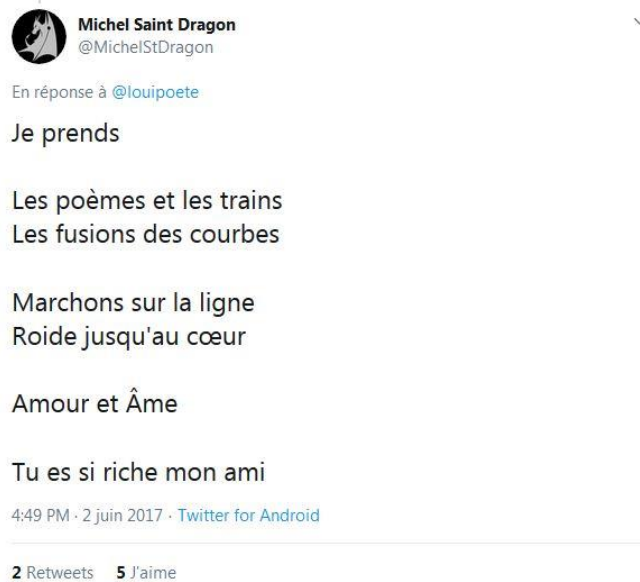 Michel Saint Dragon
@MichelStDragon
En réponse à @louipoete
Je prends
Les poèmes et les trains
Les fusions des courbes
Marchons sur la ligne
Roide jusqu'au cœur
Amour et Âme
Tu es si riche mon ami
4:49 PM · 2 juin 2017 · Twitter for Android
2 Retweets 5 J'aime